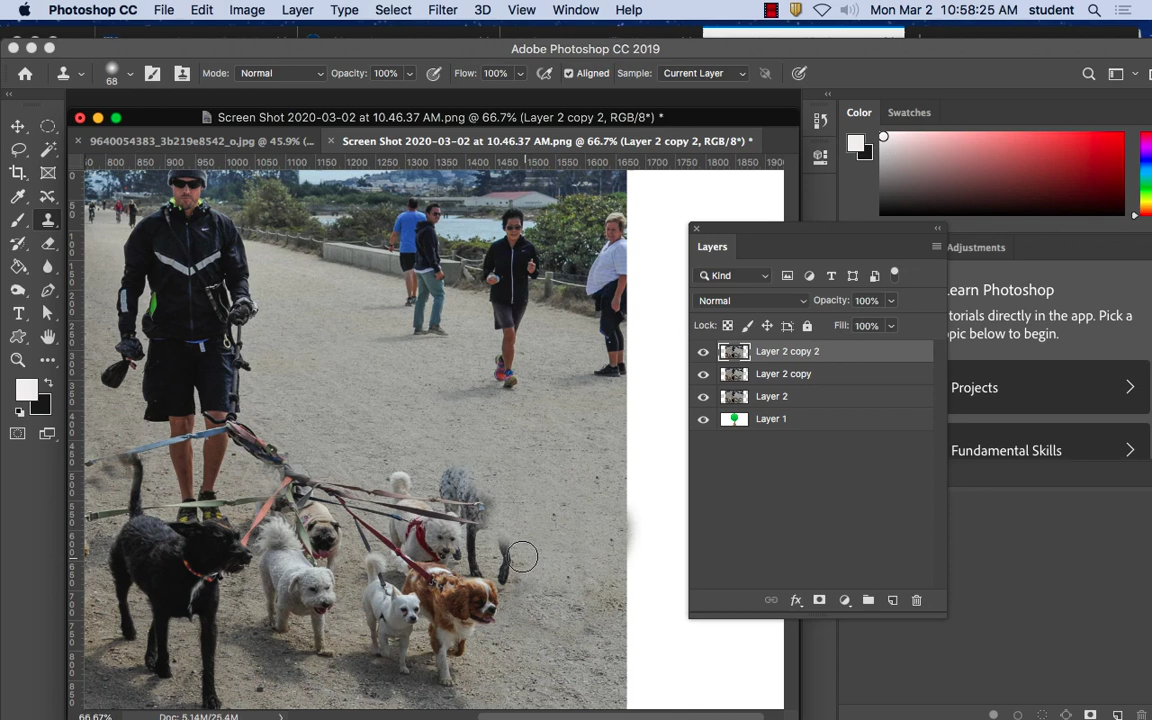 Photoshop CC File Edit Image Layer Type Select Filter 3D View Window Help Mon Mar 2 10:58:25 AM student
Adobe Photoshop CC 2019
68 Mode: Normal Opacity: 100% Flow: 100% Aligned Sample: Current Layer
Screen Shot 2020-03-02 at 10.46.37 AM.png @ 66.7% (Layer 2 copy 2, RGB/8*) *
9640054383_3b219e8542_o.jpg @ 45.9% (... Screen Shot 2020-03-02 at 10.46.37 AM.png @ 66.7% (Layer 2 copy 2, RGB/8*) *
800 850 900 950 1000 1050 1100 1150 1200 1250 1300 1350 1400 1450 1500 1550 1600 1650 1700 1750 1800 1850 1900
Color Swatches
Layers
Kind
Normal Opacity: 100%
Lock: Fill: 100%
Layer 2 copy 2
Layer 2 copy
Layer 2
Layer 1
fx
Adjustments
earn Photoshop
torials directly in the app. Pick a
opic below to begin.
Projects
Fundamental Skills
66.67% Doc: 5.14M/25.4M